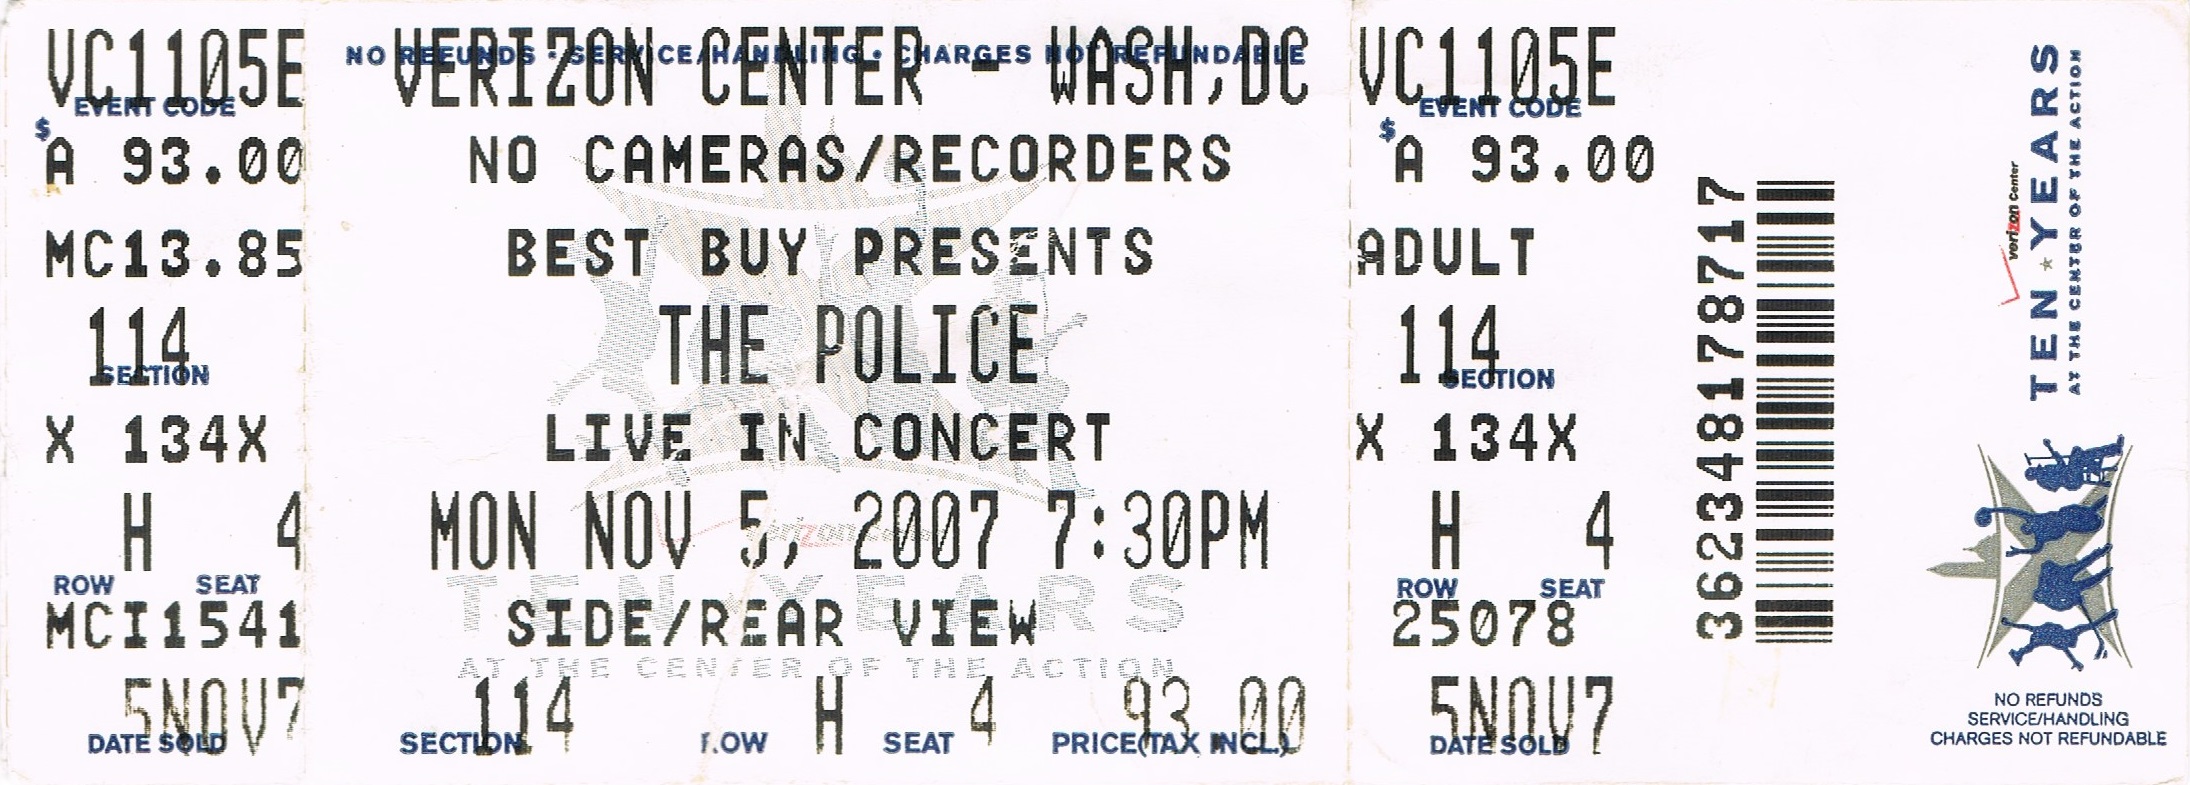 VC1105E
EVENT CODE
$
A 93.00
MC13.85
114
SECTION
X 134X
H 4
ROW SEAT
MCI1541
5NOV7
DATE SOLD
NO REFUNDS • SERVICE/HANDLING • CHARGES NOT REFUNDABLE
VERIZON CENTER - WASH,DC
NO CAMERAS/RECORDERS
BEST BUY PRESENTS
THE POLICE
LIVE IN CONCERT
MON NOV 5, 2007 7:30PM
verizon center
TEN YEARS
SIDE/REAR VIEW
AT THE CENTER OF THE ACTION
114 H 4 93.00
SECTION ROW SEAT PRICE(TAX INCL.)
VC1105E
EVENT CODE
$
A 93.00
ADULT
114
SECTION
X 134X
H 4
ROW SEAT
25078
5NOV7
DATE SOLD
362348178717
verizon center
TEN ★ YEARS
AT THE CENTER OF THE ACTION
NO REFUNDS
SERVICE/HANDLING
CHARGES NOT REFUNDABLE